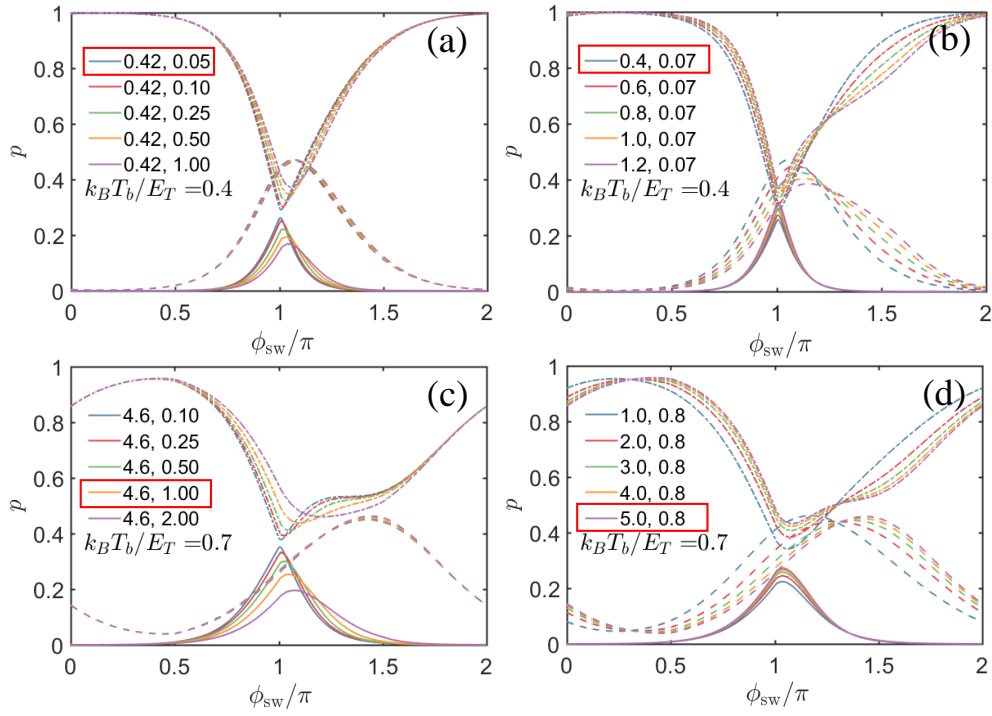 (a)
1
0.8
0.6
0.4
0.2
0
p
0.42, 0.05
0.42, 0.10
0.42, 0.25
0.42, 0.50
0.42, 1.00
k_B T_b/E_T =0.4
0 0.5 1 1.5 2
ϕ_sw/π
(b)
1
0.8
0.6
0.4
0.2
0
p
0.4, 0.07
0.6, 0.07
0.8, 0.07
1.0, 0.07
1.2, 0.07
k_B T_b/E_T =0.4
0 0.5 1 1.5 2
ϕ_sw/π
(c)
1
0.8
0.6
0.4
0.2
0
p
4.6, 0.10
4.6, 0.25
4.6, 0.50
4.6, 1.00
4.6, 2.00
k_B T_b/E_T =0.7
0 0.5 1 1.5 2
ϕ_sw/π
(d)
1
0.8
0.6
0.4
0.2
0
p
1.0, 0.8
2.0, 0.8
3.0, 0.8
4.0, 0.8
5.0, 0.8
k_B T_b/E_T =0.7
0 0.5 1 1.5 2
ϕ_sw/π